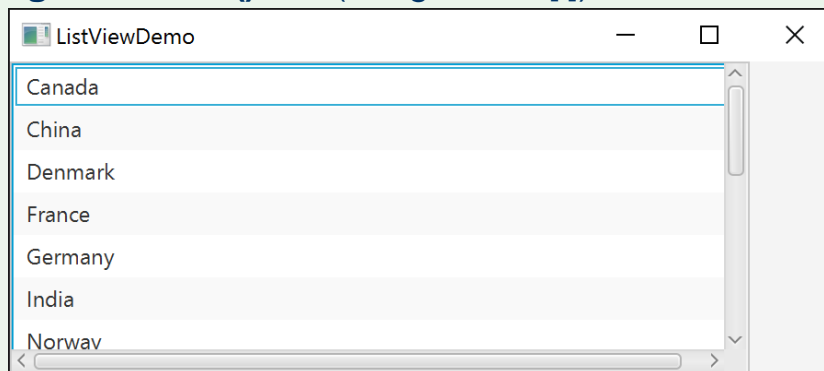 ListViewDemo
Canada
China
Denmark
France
Germany
India
Norway